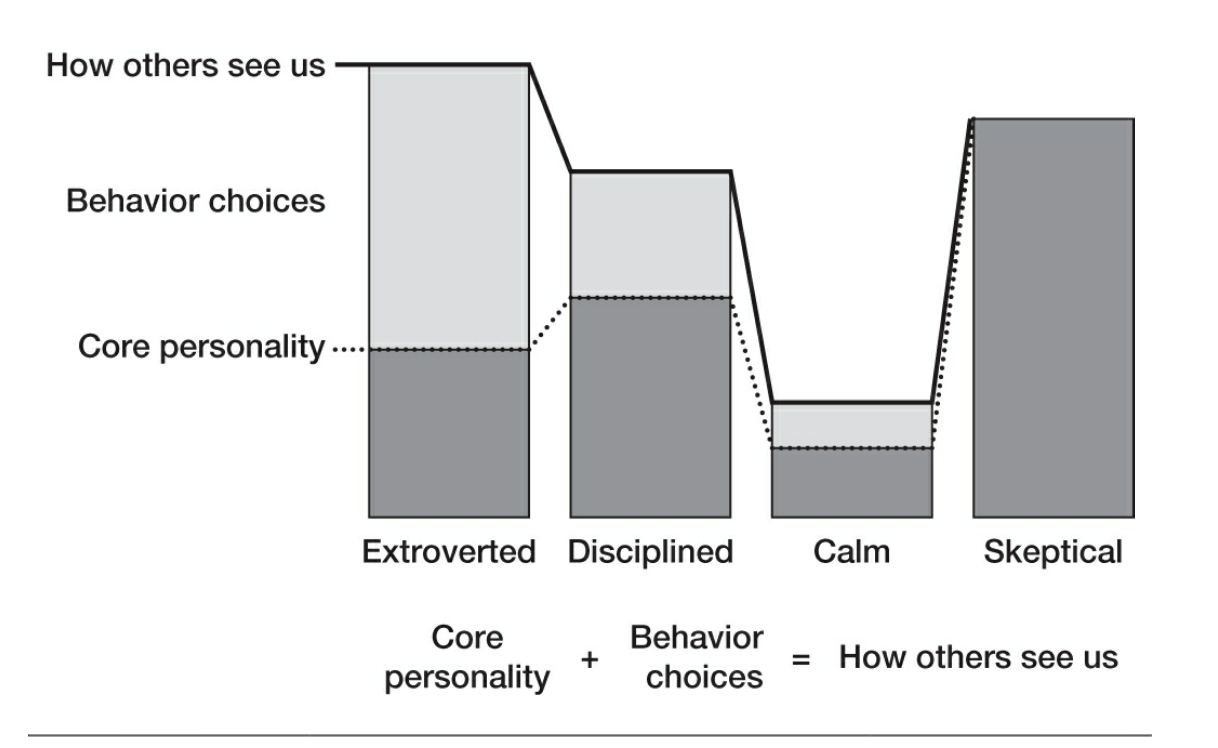 How others see us
Behavior choices
Core personality
Extroverted Disciplined Calm Skeptical
Core personality + Behavior choices = How others see us